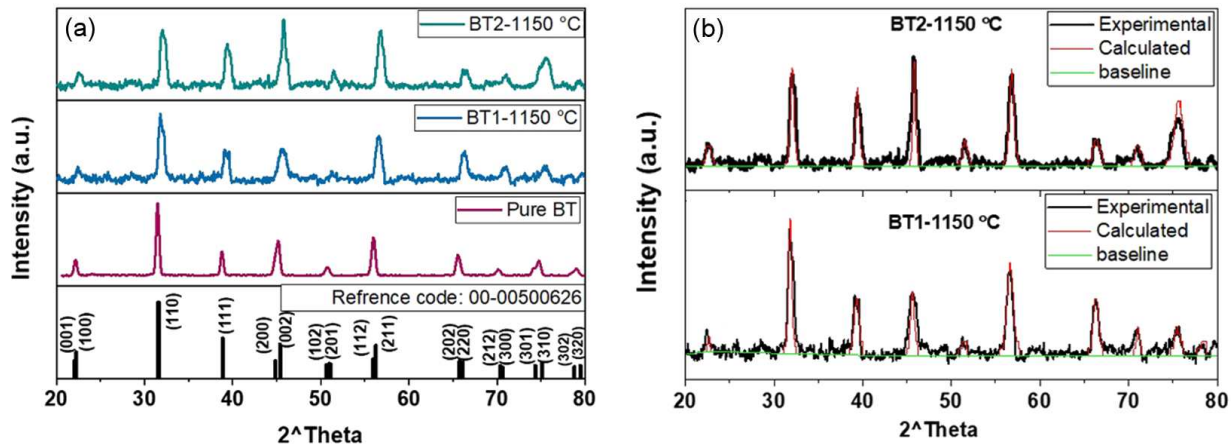 (a)
BT2-1150 °C
BT1-1150 °C
Pure BT
Refrence code: 00-00500626
(001)
(100)
(110)
(111)
(200)
(002)
(102)
(201)
(112)
(211)
(202)
(220)
(212)
(300)
(301)
(310)
(302)
(320)
Intensity (a.u.)
20 30 40 50 60 70 80
2^Theta
(b)
BT2-1150 °C
Experimental
Calculated
baseline
BT1-1150 °C
Experimental
Calculated
baseline
Intensity (a.u.)
20 30 40 50 60 70 80
2^Theta